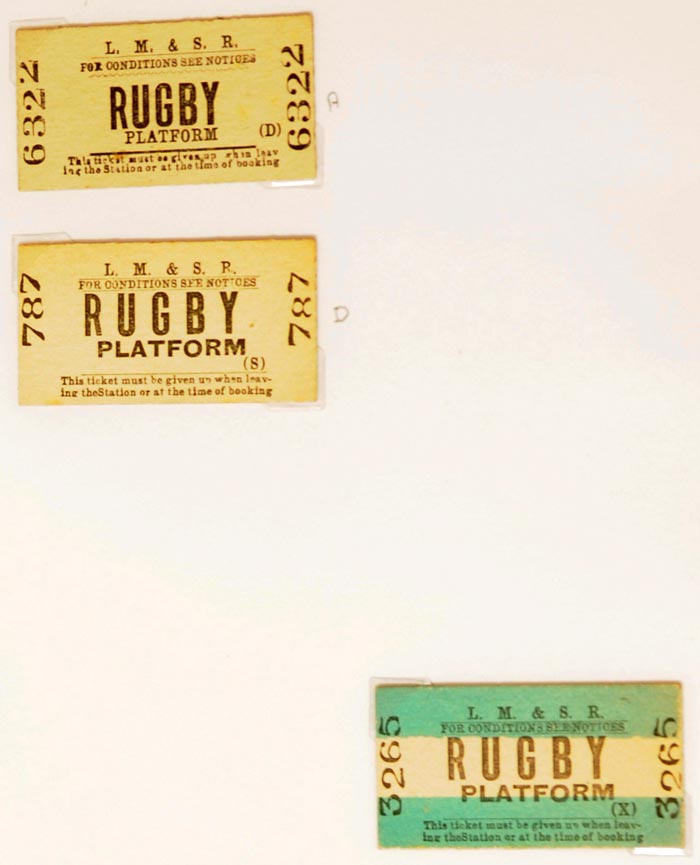 L. M. & S. R.
FOR CONDITIONS SEE NOTICES
RUGBY
PLATFORM
(D)
This ticket must be given up when leav
ing the Station or at the time of booking
6322
6322
A
L. M. & S. R.
FOR CONDITIONS SEE NOTICES
RUGBY
PLATFORM
(S)
This ticket must be given up when leav-
ing theStation or at the time of booking
787
787
D
L. M. & S. R.
FOR CONDITIONS SEE NOTICES
RUGBY
PLATFORM
(X)
This ticket must be given up when leav-
ing the Station or at the time of booking
3265
3265